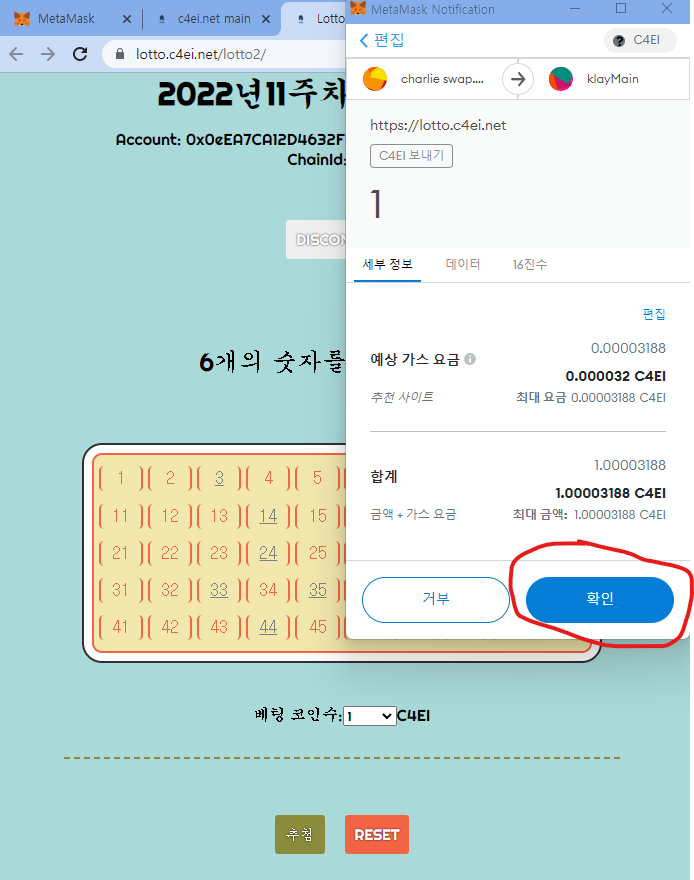 MetaMask
c4ei.net main
Lotto
lotto.c4ei.net/lotto2/
2022년11주차
Account: 0x0eEA7CA12D4632F
ChainId:
DISCON
6개의 숫자를
1 2 3 4 5
11 12 13 14 15
21 22 23 24 25
31 32 33 34 35
41 42 43 44 45
베팅 코인수: 1 C4EI
추첨 RESET
MetaMask Notification
편집 C4EI
charlie swap.... klayMain
https://lotto.c4ei.net
C4EI 보내기
1
세부 정보 데이터 16진수
편집
예상 가스 요금 0.00003188
0.000032 C4EI
추천 사이트 최대 요금 0.00003188 C4EI
합계 1.00003188
1.00003188 C4EI
금액 + 가스 요금 최대 금액: 1.00003188 C4EI
거부 확인